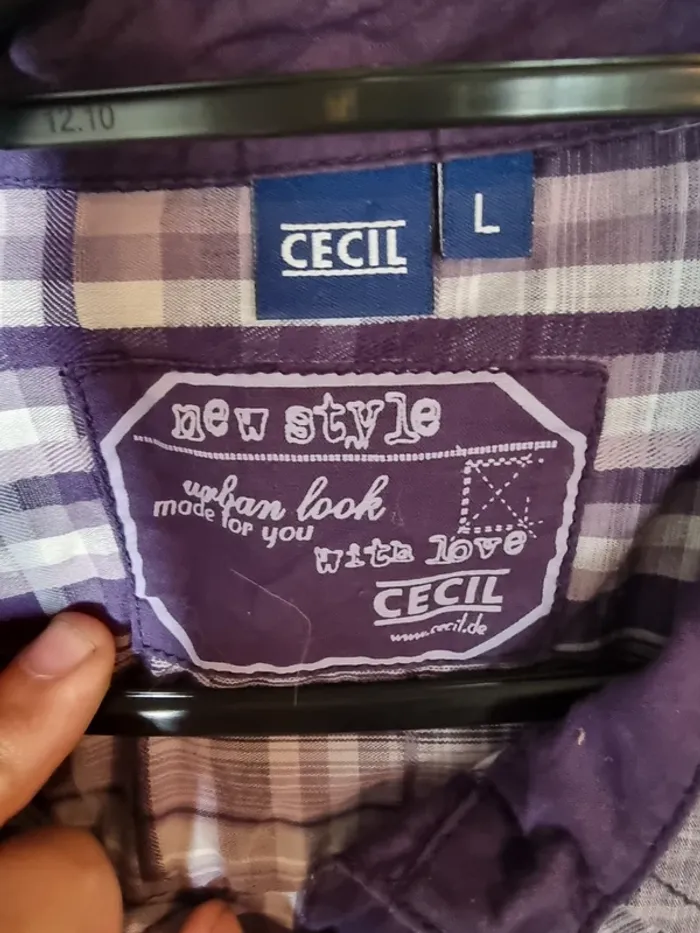 12.10
CECIL
L
new style
urban look
made for you
with love
CECIL
www.cecil.de